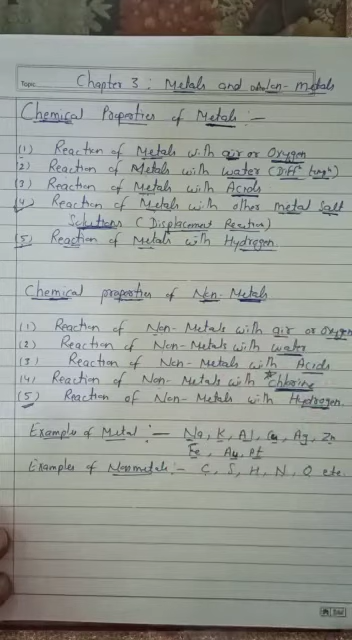 Topic Chapter 3 : Metals and Non-metals
Chemical Properties of Metals :-
(1) Reaction of Metals with air or Oxygen
(2) Reaction of Metals with water
(3) Reaction of Metals with Acids
(4) Reaction of Metals with other metal salt
Solutions ( Displacement Reaction)
(5) Reaction of Metals with Hydrogen
Chemical properties of Non-Metals
(1) Reaction of Non-Metals with air or Oxygen
(2) Reaction of Non-Metals with water
(3) Reaction of Non-Metals with Acids
(4) Reaction of Non-Metals with chlorine
(5) Reaction of Non-Metals with Hydrogen.
Examples of Metal :- Na, K, Al, Cu, Ag, Zn
Fe, Au, Pt
Examples of Nonmetals :- C, S, H, N, O etc.